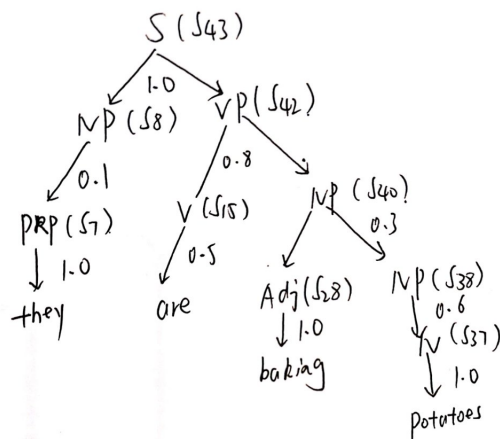 S (S43)
1.0
NP (S8)
VP (S42)
0.1
0.8
PRP (S7)
V (S15)
NP (S40)
0.3
1.0
0.5
they
are
Adj (S28)
NP (S38)
0.6
1.0
N (S37)
baking
1.0
potatoes